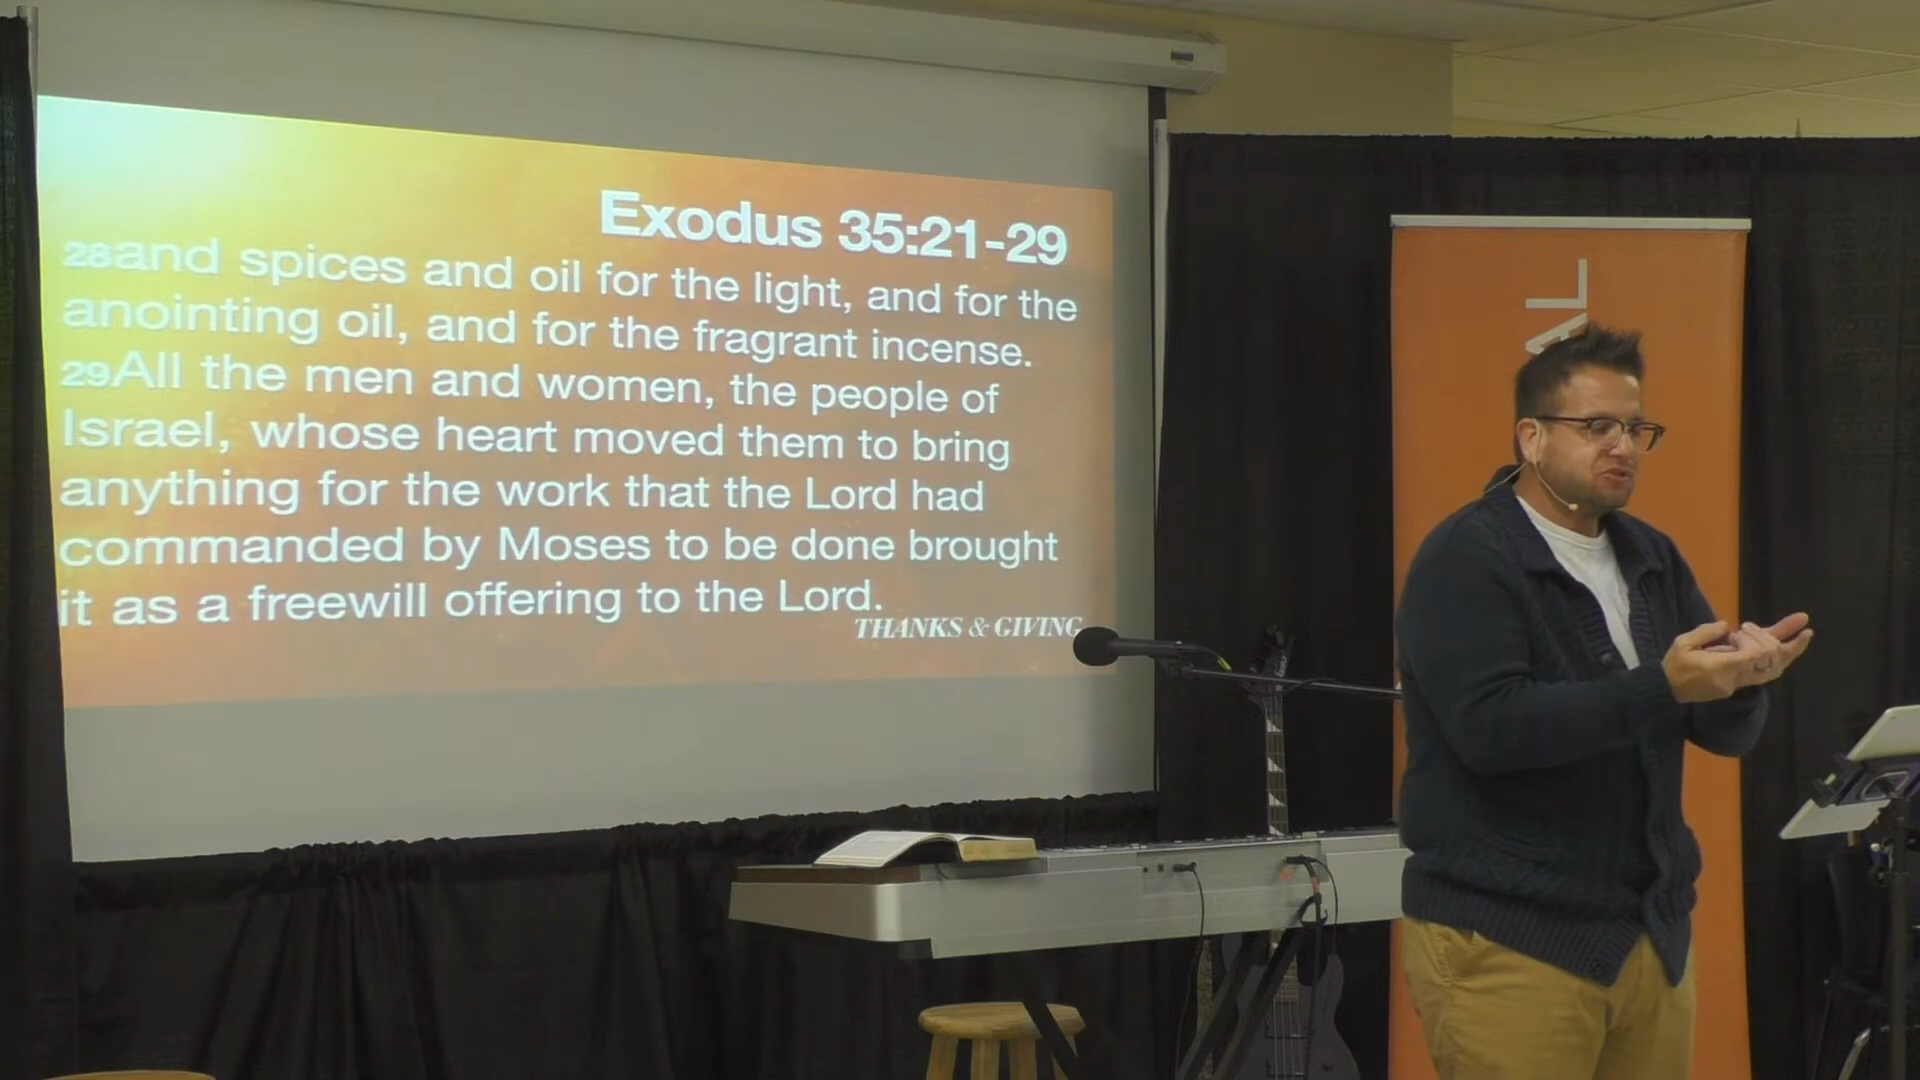 Exodus 35:21-29
28and spices and oil for the light, and for the
anointing oil, and for the fragrant incense.
29All the men and women, the people of
Israel, whose heart moved them to bring
anything for the work that the Lord had
commanded by Moses to be done brought
it as a freewill offering to the Lord.
THANKS & GIVING